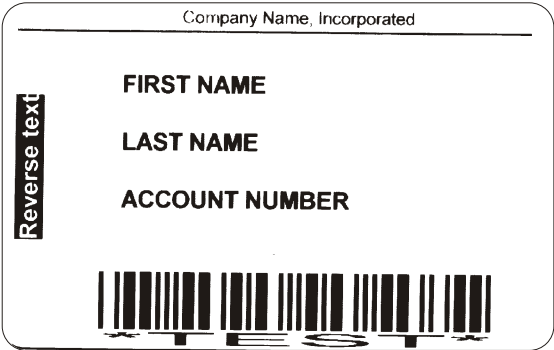 Company Name, Incorporated
FIRST NAME
LAST NAME
ACCOUNT NUMBER
Reverse text
*TEST*